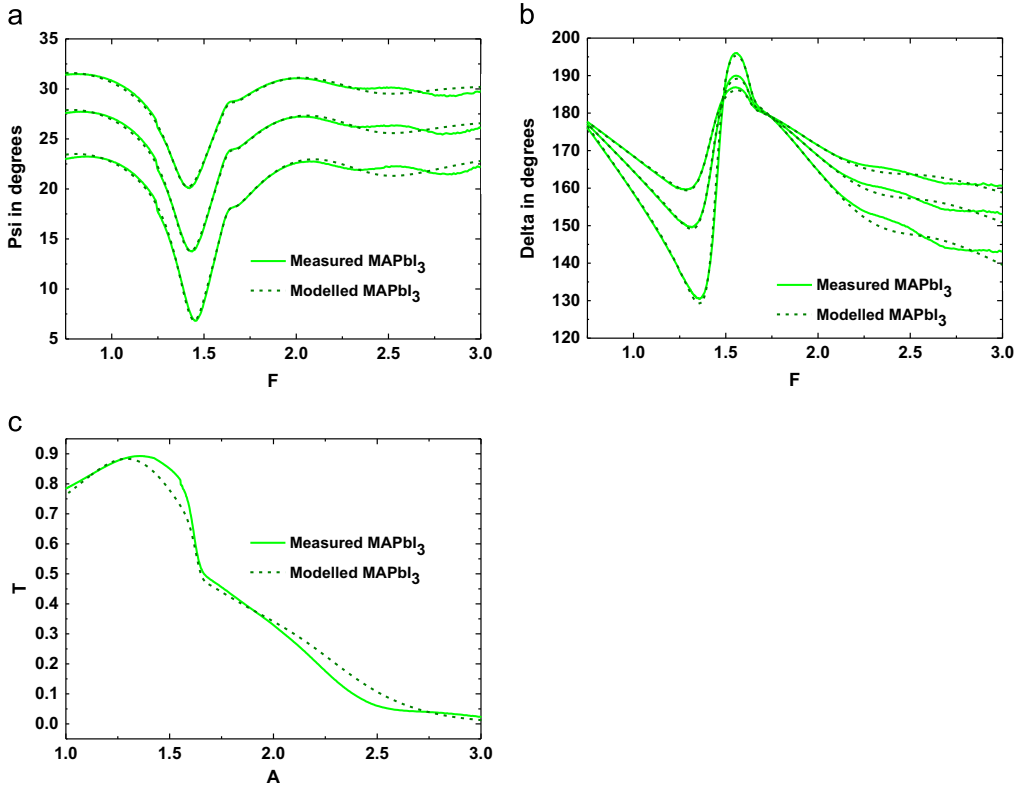 a
35
30
25
20
15
10
5
Psi in degrees
1.0 1.5 2.0 2.5 3.0
F
Measured MAPbI3
Modelled MAPbI3
b
200
190
180
170
160
150
140
130
120
Delta in degrees
1.0 1.5 2.0 2.5 3.0
F
Measured MAPbI3
Modelled MAPbI3
c
0.9
0.8
0.7
0.6
0.5
0.4
0.3
0.2
0.1
0.0
T
1.0 1.5 2.0 2.5 3.0
A
Measured MAPbI3
Modelled MAPbI3